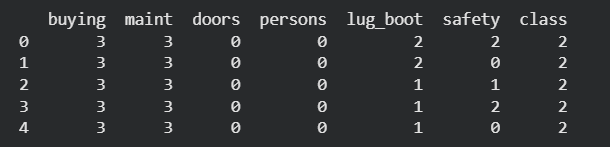 buying maint doors persons lug_boot safety class
0 3 3 0 0 2 2 2
1 3 3 0 0 2 0 2
2 3 3 0 0 1 1 2
3 3 3 0 0 1 2 2
4 3 3 0 0 1 0 2